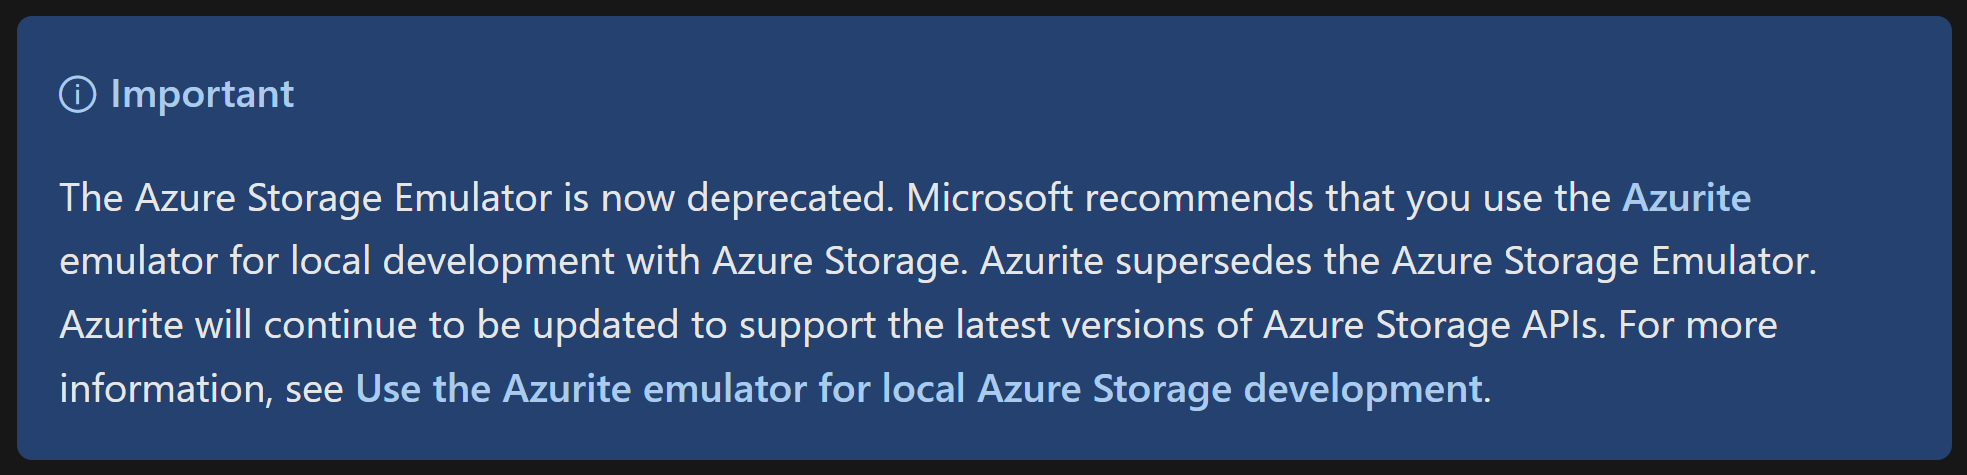 Important
The Azure Storage Emulator is now deprecated. Microsoft recommends that you use the Azurite
emulator for local development with Azure Storage. Azurite supersedes the Azure Storage Emulator.
Azurite will continue to be updated to support the latest versions of Azure Storage APIs. For more
information, see Use the Azurite emulator for local Azure Storage development.